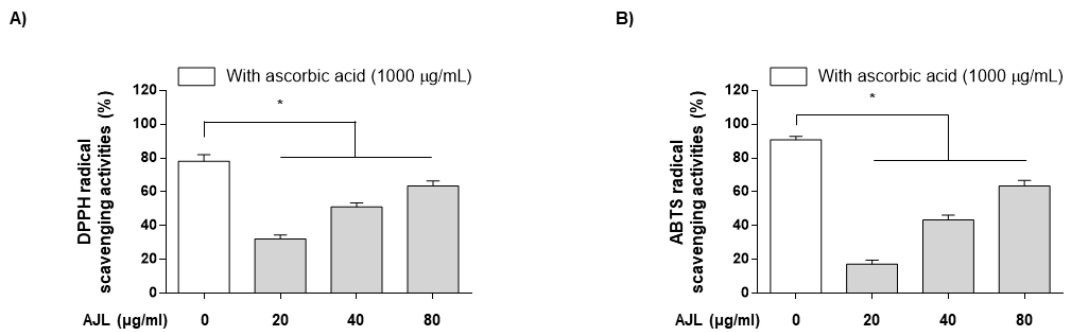 A)
With ascorbic acid (1000 µg/mL)
DPPH radical
scavenging activities (%)
120
100
80
60
40
20
0
*
AJL (µg/ml) 0 20 40 80
B)
With ascorbic acid (1000 µg/mL)
ABTS radical
scavenging activities (%)
120
100
80
60
40
20
0
*
AJL (µg/ml) 0 20 40 80